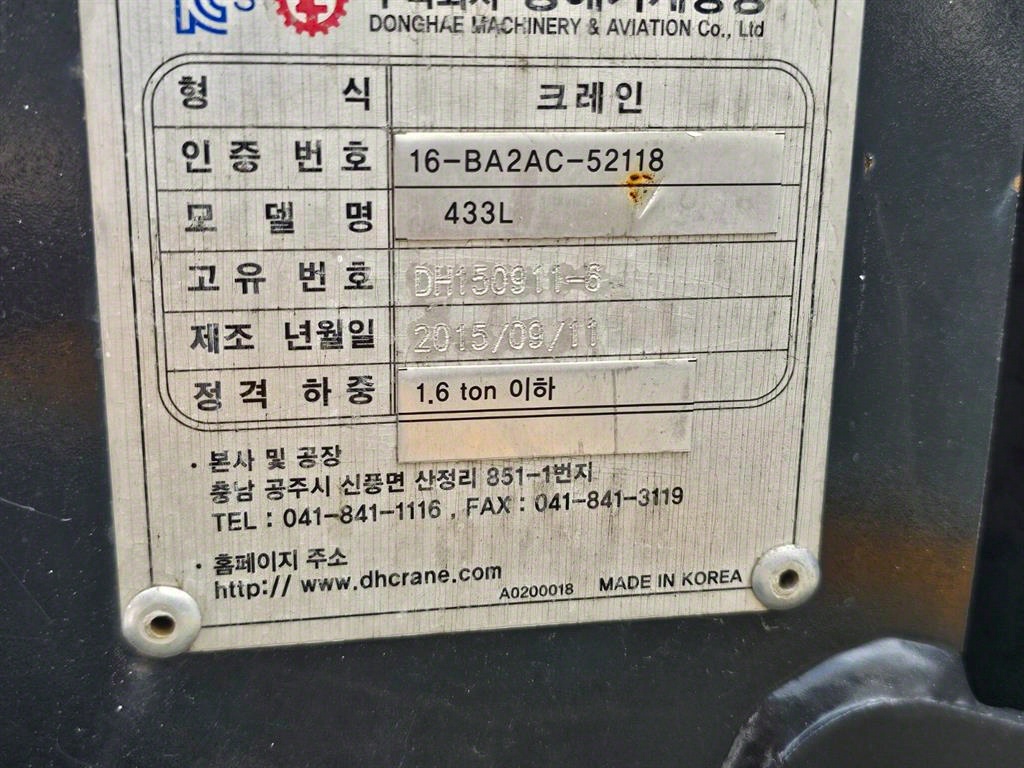 DONGHAE MACHINERY & AVIATION Co., Ltd
형 식 크레인
인증 번호 16-BA2AC-52118
모 델 명 433L
고유 번호 DH150911-6
제조 년월일 2015/09/11
정격 하중 1.6 ton 이하
· 본사 및 공장
충남 공주시 신풍면 산정리 851-1번지
TEL : 041-841-1116 , FAX : 041-841-3119
· 홈페이지 주소
http:// www.dhcrane.com
A0200018 MADE IN KOREA